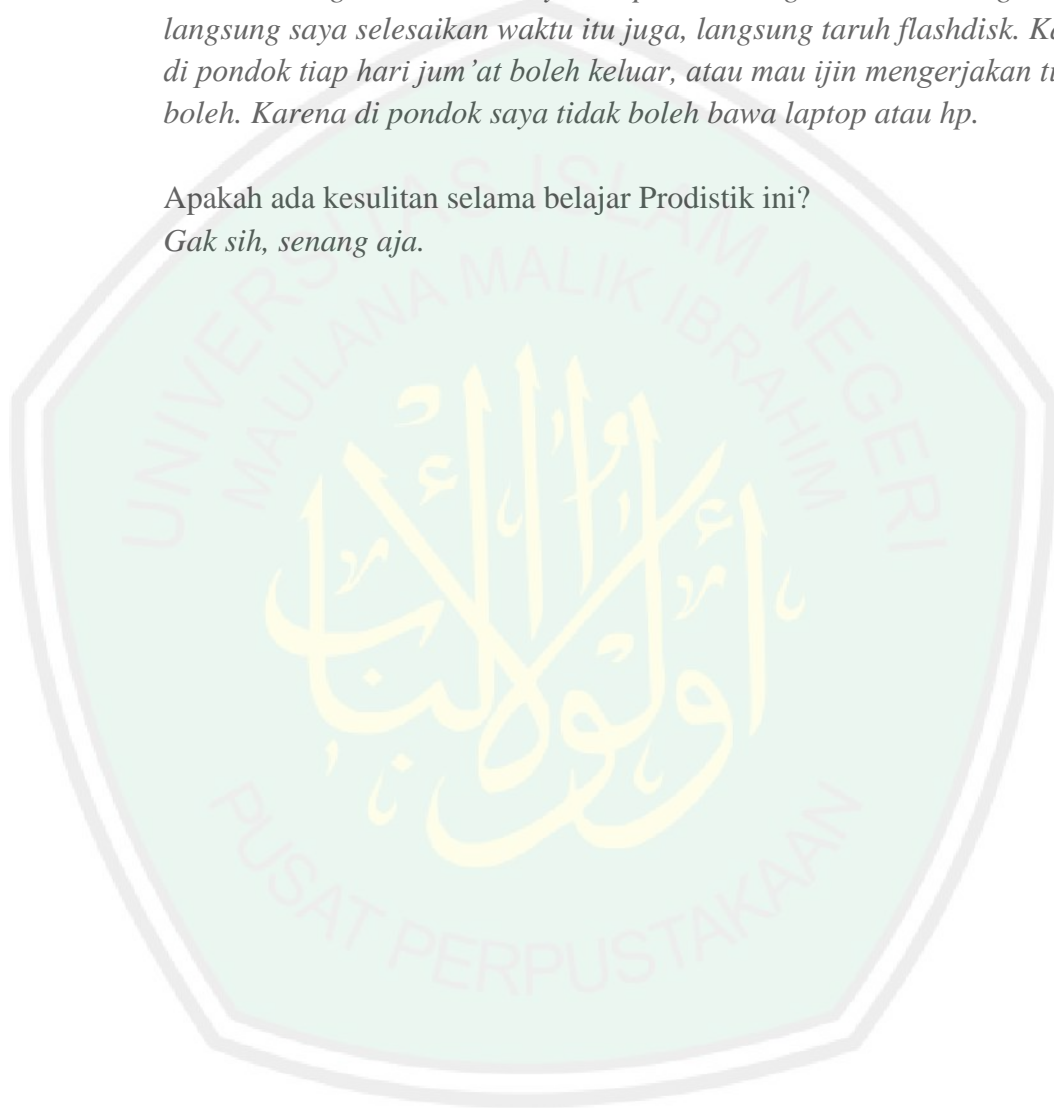 langsung saya selesaikan waktu itu juga, langsung taruh flashdisk.
di pondok tiap hari jum’at boleh keluar, atau mau ijin mengerjakan
boleh. Karena di pondok saya tidak boleh bawa laptop atau hp.
Apakah ada kesulitan selama belajar Prodistik ini?
Gak sih, senang aja.
UNIVERSITAS ISLAM NEGERI
MAULANA MALIK IBRAHIM
أولوا الألباب
PUSAT PERPUSTAKAAN